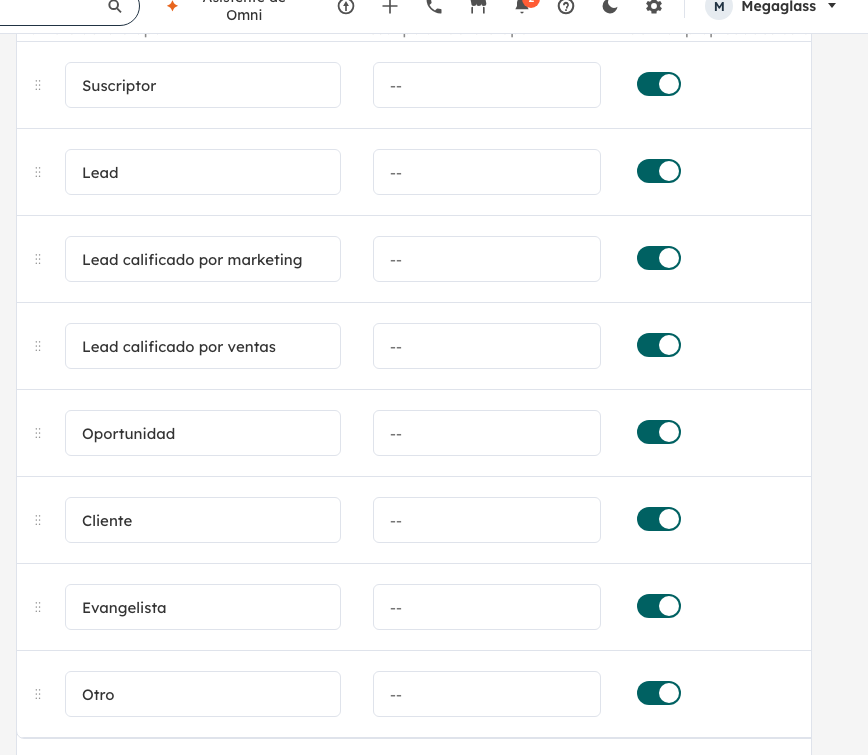 Asistente de
Omni
M
Megaglass
Suscriptor
--
Lead
--
Lead calificado por marketing
--
Lead calificado por ventas
--
Oportunidad
--
Cliente
--
Evangelista
--
Otro
--